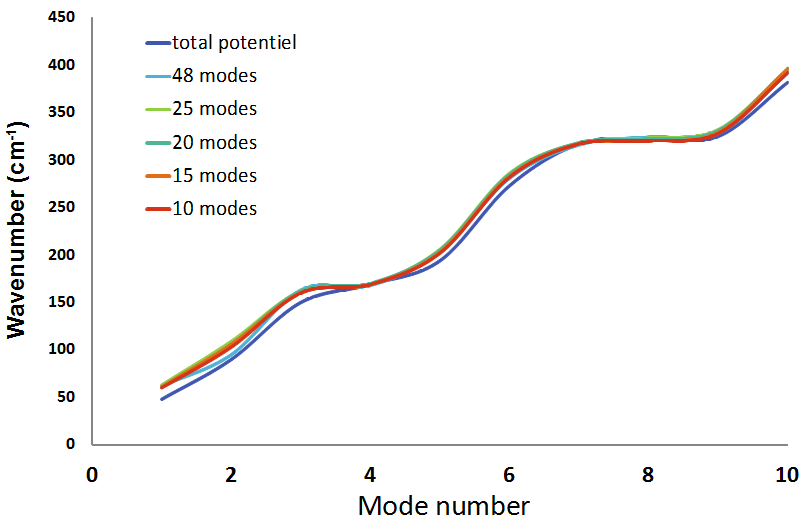 450
400
350
300
250
200
150
100
50
0
Wavenumber (cm-1)
total potentiel
48 modes
25 modes
20 modes
15 modes
10 modes
0 2 4 6 8 10
Mode number